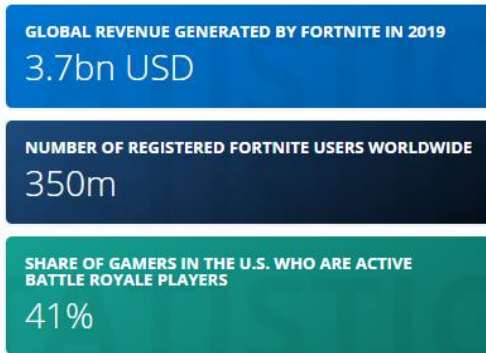 GLOBAL REVENUE GENERATED BY FORTNITE IN 2019
3.7bn USD
NUMBER OF REGISTERED FORTNITE USERS WORLDWIDE
350m
SHARE OF GAMERS IN THE U.S. WHO ARE ACTIVE
BATTLE ROYALE PLAYERS
41%